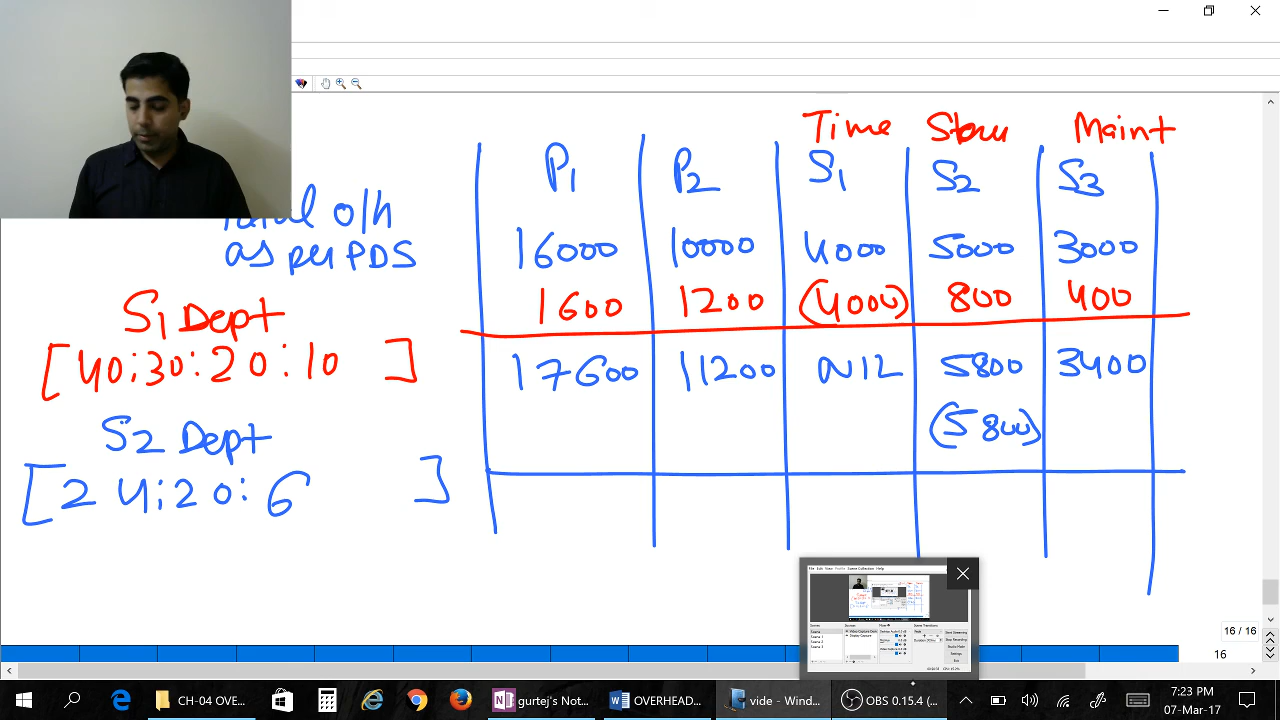 Time Store Maint
P1 P2 S1 S2 S3
Total o/h
as per PDS
16000 10000 4000 5000 3000
1600 1200 (4000) 800 400
S1 Dept
[40:30:20:10 ]
17600 11200 NIL 5800 3400
S2 Dept
(5800)
[24:20:6 ]
16 / 16
16
CH-04 OVE...
gurtej's Not...
OVERHEAD...
vide - Wind...
OBS 0.15.4 (...
7:23 PM
07-Mar-17